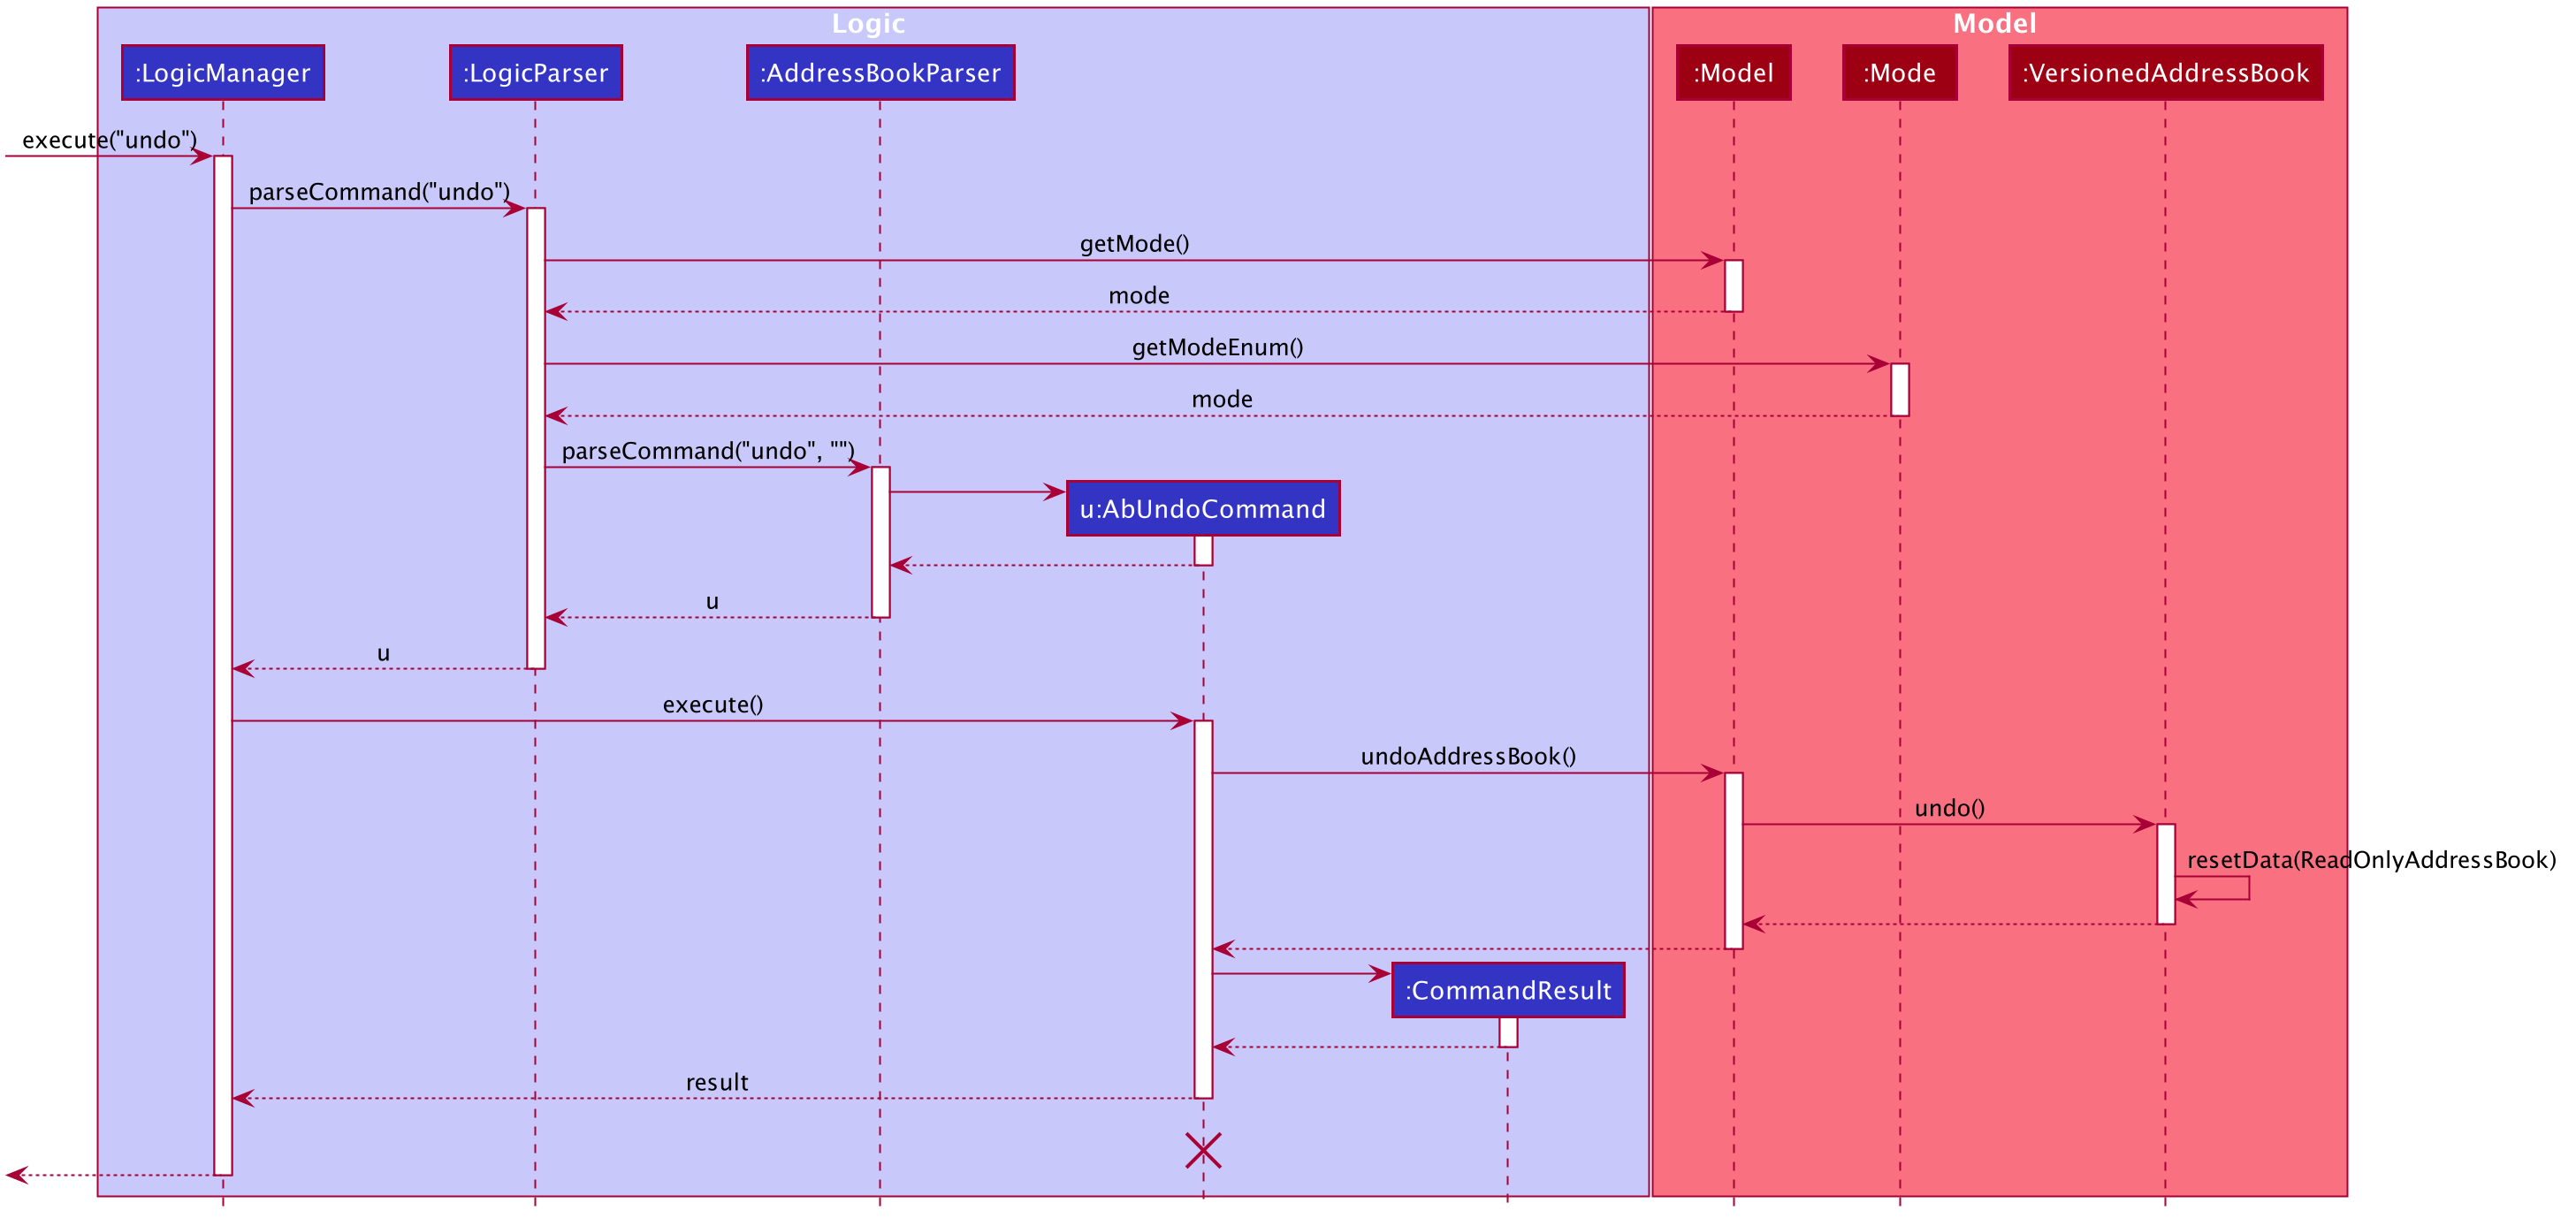 Logic
Model
:LogicManager
:LogicParser
:AddressBookParser
:Model
:Mode
:VersionedAddressBook
execute("undo")
parseCommand("undo")
getMode()
mode
getModeEnum()
mode
parseCommand("undo", "")
u:AbUndoCommand
u
u
execute()
undoAddressBook()
undo()
resetData(ReadOnlyAddressBook)
:CommandResult
result